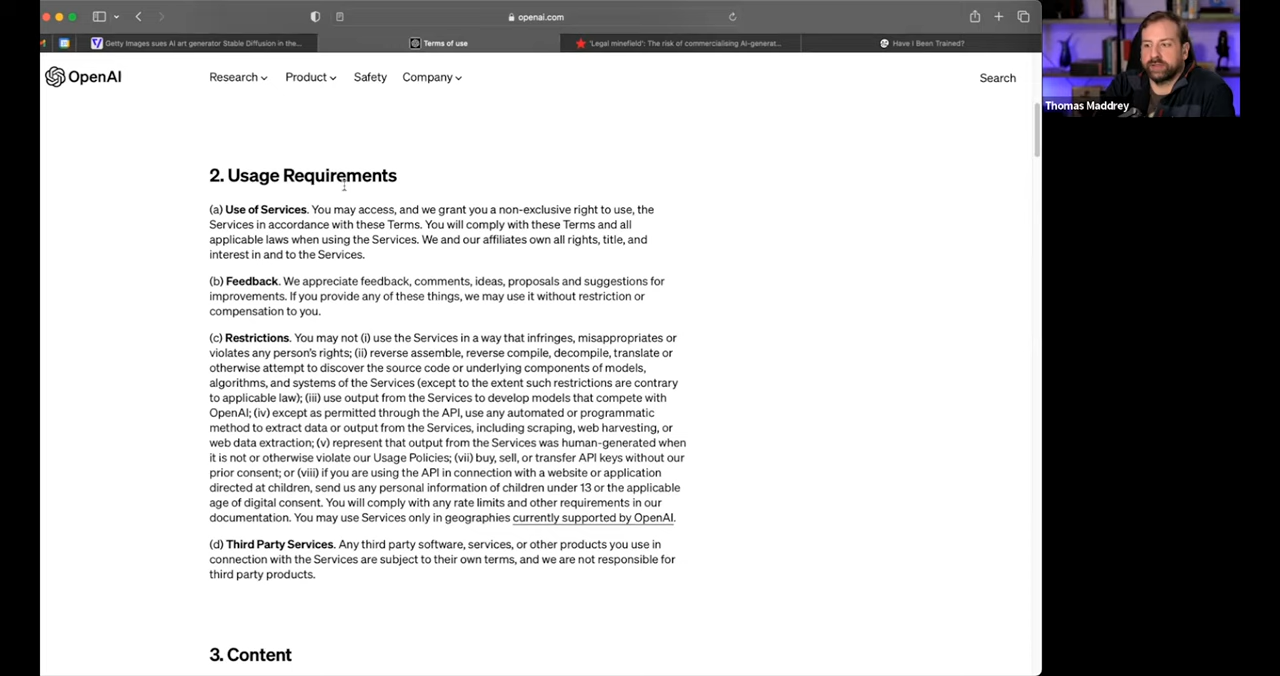 openai.com
Getty Images sues AI art generator Stable Diffusion in the...
Terms of use
'Legal minefield': The risk of commercialising AI-generat...
Have I Been Trained?
Thomas Maddrey
OpenAI
Research
Product
Safety
Company
Search
2. Usage Requirements
(a) Use of Services. You may access, and we grant you a non-exclusive right to use, the
Services in accordance with these Terms. You will comply with these Terms and all
applicable laws when using the Services. We and our affiliates own all rights, title, and
interest in and to the Services.
(b) Feedback. We appreciate feedback, comments, ideas, proposals and suggestions for
improvements. If you provide any of these things, we may use it without restriction or
compensation to you.
(c) Restrictions. You may not (i) use the Services in a way that infringes, misappropriates or
violates any person's rights; (ii) reverse assemble, reverse compile, decompile, translate or
otherwise attempt to discover the source code or underlying components of models,
algorithms, and systems of the Services (except to the extent such restrictions are contrary
to applicable law); (iii) use output from the Services to develop models that compete with
OpenAI; (iv) except as permitted through the API, use any automated or programmatic
method to extract data or output from the Services, including scraping, web harvesting, or
web data extraction; (v) represent that output from the Services was human-generated when
it is not or otherwise violate our Usage Policies; (vii) buy, sell, or transfer API keys without our
prior consent; or (viii) if you are using the API in connection with a website or application
directed at children, send us any personal information of children under 13 or the applicable
age of digital consent. You will comply with any rate limits and other requirements in our
documentation. You may use Services only in geographies currently supported by OpenAI.
(d) Third Party Services. Any third party software, services, or other products you use in
connection with the Services are subject to their own terms, and we are not responsible for
third party products.
3. Content